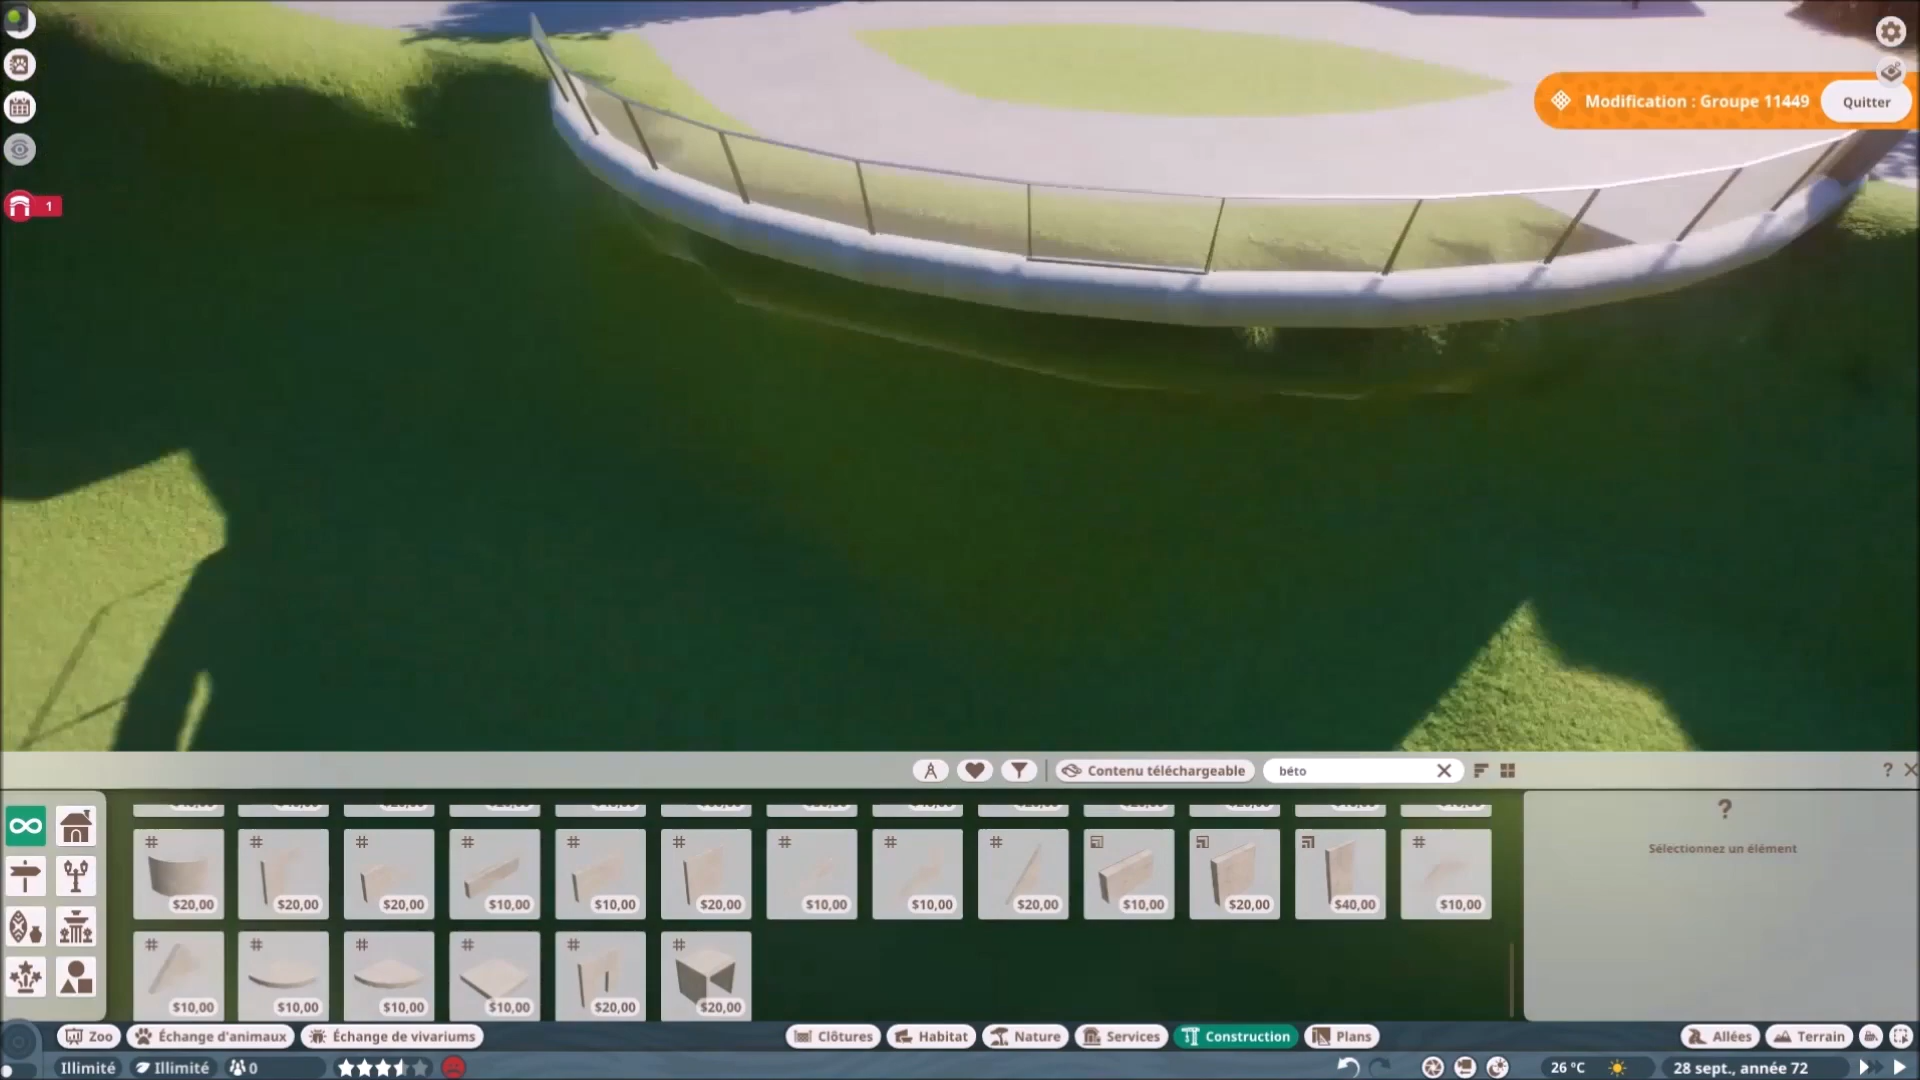 Modification : Groupe 11449
Quitter
1
Contenu téléchargeable
béto
?
?
Sélectionnez un élément
$20,00 $20,00 $20,00 $10,00 $10,00 $20,00 $10,00 $10,00 $20,00 $10,00 $20,00 $40,00 $10,00
$10,00 $10,00 $10,00 $10,00 $20,00 $20,00
Zoo Échange d'animaux Échange de vivariums Clôtures Habitat Nature Services Construction Plans Allées Terrain
Illimité Illimité 0 26 °C 28 sept., année 72